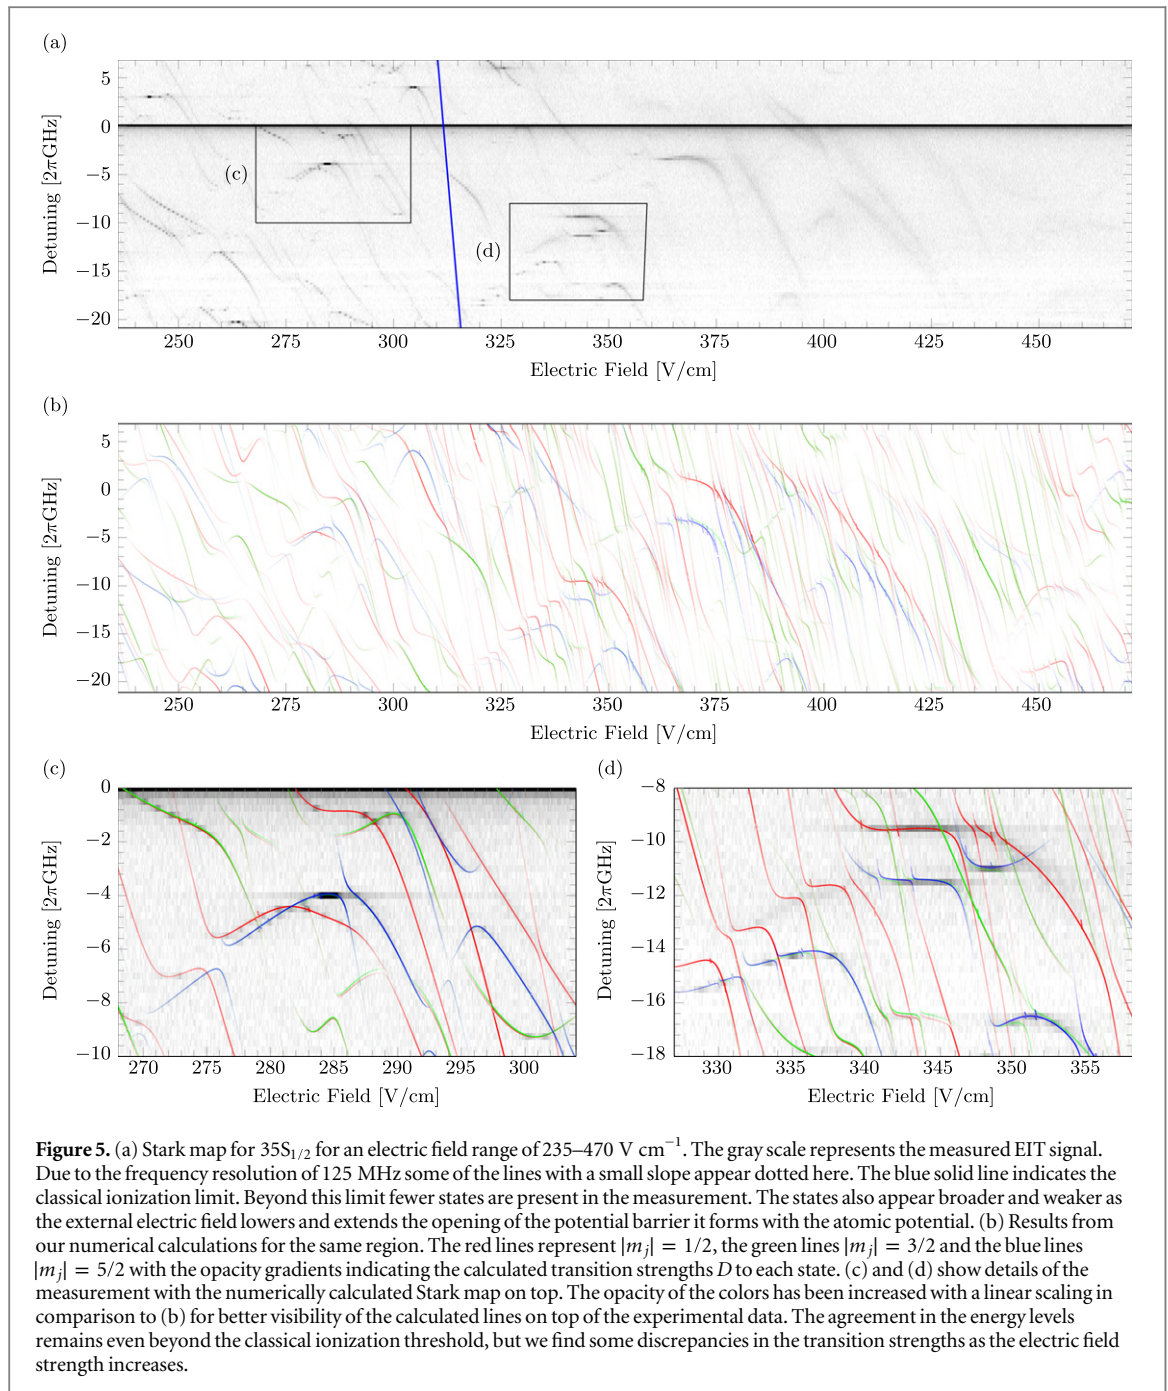 (a)
5
0
−5
−10
−15
−20
Detuning [2πGHz]
(c)
(d)
250 275 300 325 350 375 400 425 450
Electric Field [V/cm]
(b)
5
0
−5
−10
−15
−20
Detuning [2πGHz]
250 275 300 325 350 375 400 425 450
Electric Field [V/cm]
(c)
0
−2
−4
−6
−8
−10
Detuning [2πGHz]
270 275 280 285 290 295 300
Electric Field [V/cm]
(d)
−8
−10
−12
−14
−16
−18
Detuning [2πGHz]
330 335 340 345 350 355
Electric Field [V/cm]
Figure 5. (a) Stark map for 35S1/2 for an electric field range of 235–470 V cm−1. The gray scale represents the measured EIT signal.
Due to the frequency resolution of 125 MHz some of the lines with a small slope appear dotted here. The blue solid line indicates the
classical ionization limit. Beyond this limit fewer states are present in the measurement. The states also appear broader and weaker as
the external electric field lowers and extends the opening of the potential barrier it forms with the atomic potential. (b) Results from
our numerical calculations for the same region. The red lines represent |mj| = 1/2, the green lines |mj| = 3/2 and the blue lines
|mj| = 5/2 with the opacity gradients indicating the calculated transition strengths D to each state. (c) and (d) show details of the
measurement with the numerically calculated Stark map on top. The opacity of the colors has been increased with a linear scaling in
comparison to (b) for better visibility of the calculated lines on top of the experimental data. The agreement in the energy levels
remains even beyond the classical ionization threshold, but we find some discrepancies in the transition strengths as the electric field
strength increases.